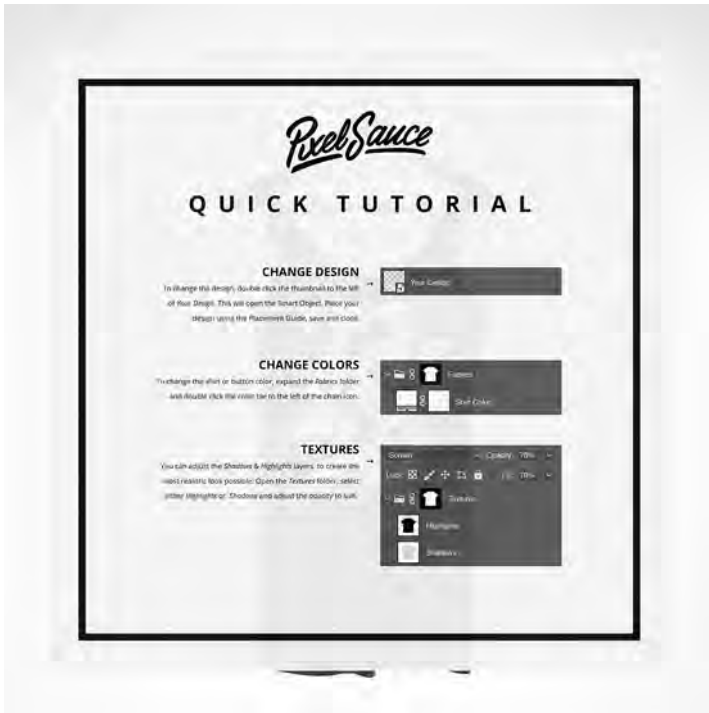 Pixel Sauce
QUICK TUTORIAL
CHANGE DESIGN
To change the design, double click the thumbnail to the left
of Your Design. This will open the Smart Object. Place your
design using the Placement Guide, save and close.
→
Your Design
CHANGE COLORS
To change the shirt or button color, expand the Fabrics folder
and double click the color bar to the left of the chain icon.
→
Fabrics
Shirt Color
TEXTURES
You can adjust the Shadows & Highlights layers, to create the
most realistic look possible. Open the Textures folder, select
either Highlights or Shadows and adjust the opacity to suit.
→
Screen Opacity: 70%
Lock: Fill: 70%
Textures
Highlights
Shadows